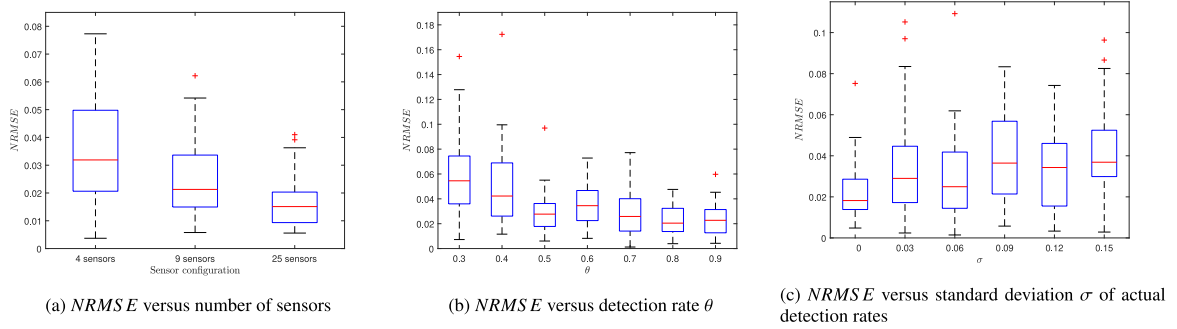 0.08
0.07
0.06
0.05
0.04
0.03
0.02
0.01
0
NRMSE
4 sensors 9 sensors 25 sensors
Sensor configuration
(a) NRMSE versus number of sensors
0.18
0.16
0.14
0.12
0.1
0.08
0.06
0.04
0.02
0
NRMSE
0.3 0.4 0.5 0.6 0.7 0.8 0.9
θ
(b) NRMSE versus detection rate θ
0.1
0.08
0.06
0.04
0.02
0
NRMSE
0 0.03 0.06 0.09 0.12 0.15
σ
(c) NRMSE versus standard deviation σ of actual
detection rates